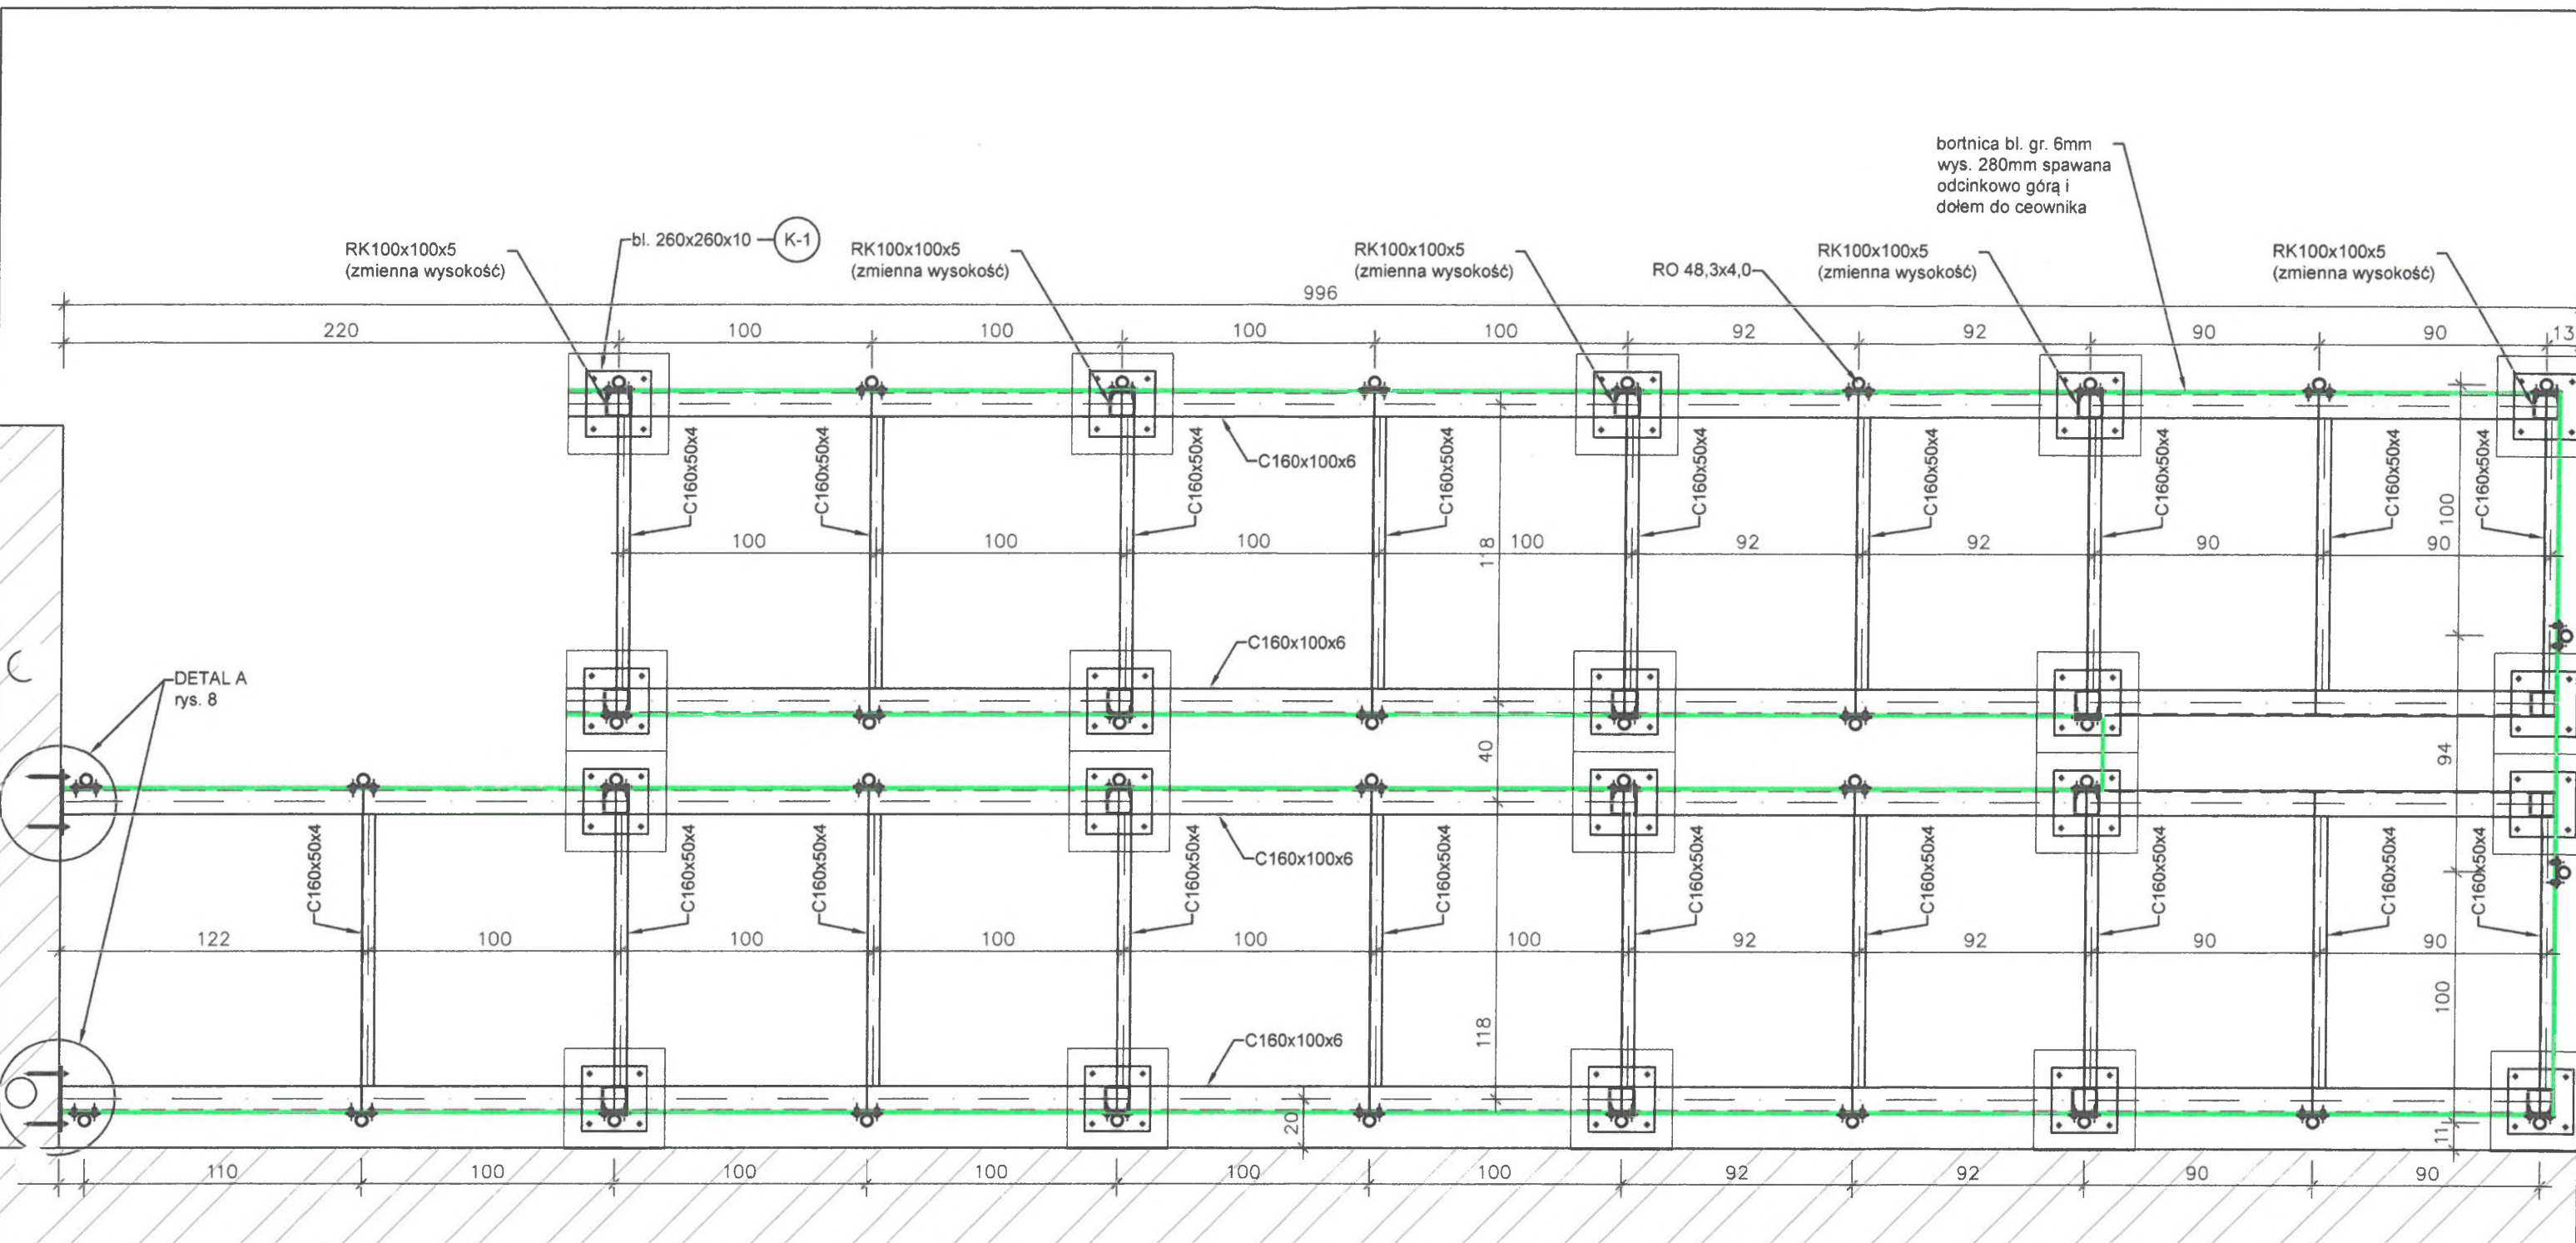 bortnica bl. gr. 6mm
wys. 280mm spawana
odcinkowo górą i
dołem do ceownika
RK100x100x5
(zmienna wysokość)
bl. 260x260x10
K-1
RK100x100x5
(zmienna wysokość)
RK100x100x5
(zmienna wysokość)
RO 48,3x4,0
RK100x100x5
(zmienna wysokość)
RK100x100x5
(zmienna wysokość)
996
220
100
100
100
100
92
92
90
90
13
C160x50x4
C160x50x4
C160x50x4
C160x50x4
C160x50x4
C160x50x4
C160x50x4
C160x50x4
C160x50x4
C160x100x6
100
100
100
100
118
100
92
92
90
90
C160x100x6
DETAL A
rys. 8
40
94
C160x100x6
C160x50x4
C160x50x4
C160x50x4
C160x50x4
C160x50x4
C160x50x4
C160x50x4
C160x50x4
C160x50x4
C160x50x4
122
100
100
100
100
100
92
92
90
90
100
118
C160x100x6
20
11
110
100
100
100
100
100
92
92
90
90